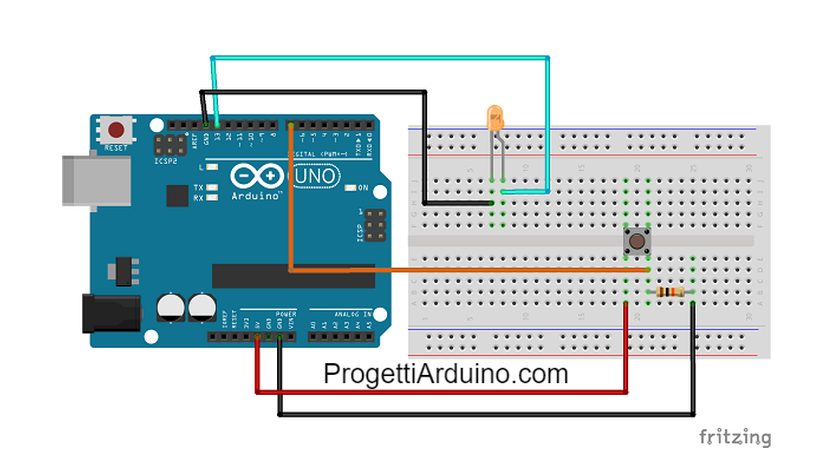 RESET
ICSP2
AREF
GND
13
12
~11
~10
~9
8
~6
~5
4
~3
2
TX▸1
RX◂0
DIGITAL (PWM~)
L
TX
RX
UNO
Arduino™
ON
ICSP
1
IOREF
RESET
3V3
5V
GND
GND
VIN
POWER
ANALOG IN
A0
A1
A2
A3
A4
A5
ProgettiArduino.com
fritzing